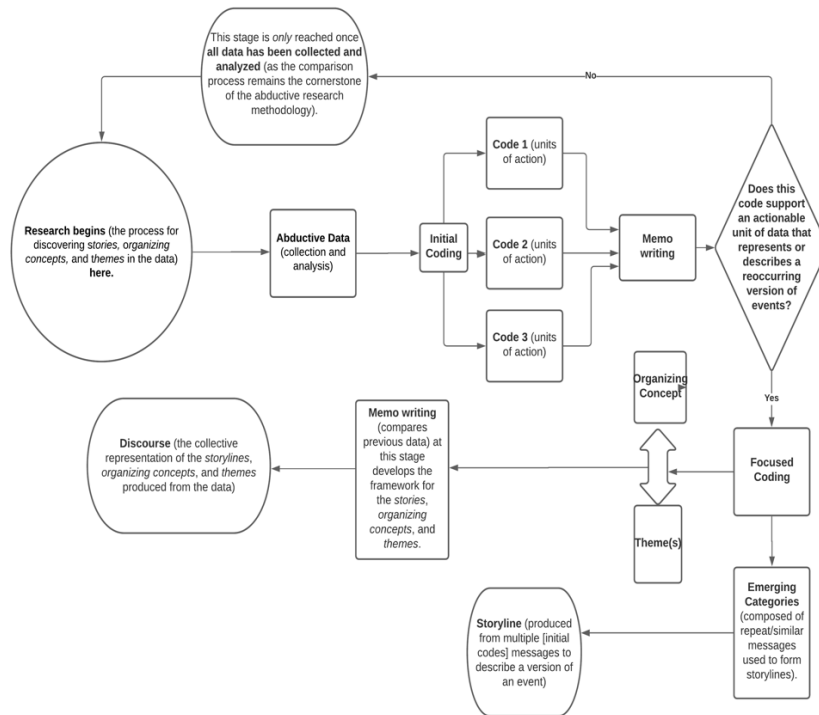 This stage is only reached once
all data has been collected and
analyzed (as the comparison
process remains the cornerstone
of the abductive research
methodology).
No
Research begins (the process for
discovering stories, organizing
concepts, and themes in the data)
here.
Abductive Data
(collection and
analysis)
Initial
Coding
Code 1 (units
of action)
Code 2 (units
of action)
Code 3 (units
of action)
Memo
writing
Does this
code support
an actionable
unit of data that
represents or
describes a
reoccurring
version of
events?
Yes
Organizing
Concept
Theme(s)
Focused
Coding
Memo writing
(compares
previous data) at
this stage
develops the
framework for
the stories,
organizing
concepts, and
themes.
Discourse (the collective
representation of the storylines,
organizing concepts, and themes
produced from the data)
Emerging
Categories
(composed of
repeat/similar
messages
used to form
storylines).
Storyline (produced
from multiple [initial
codes] messages to
describe a version of
an event)